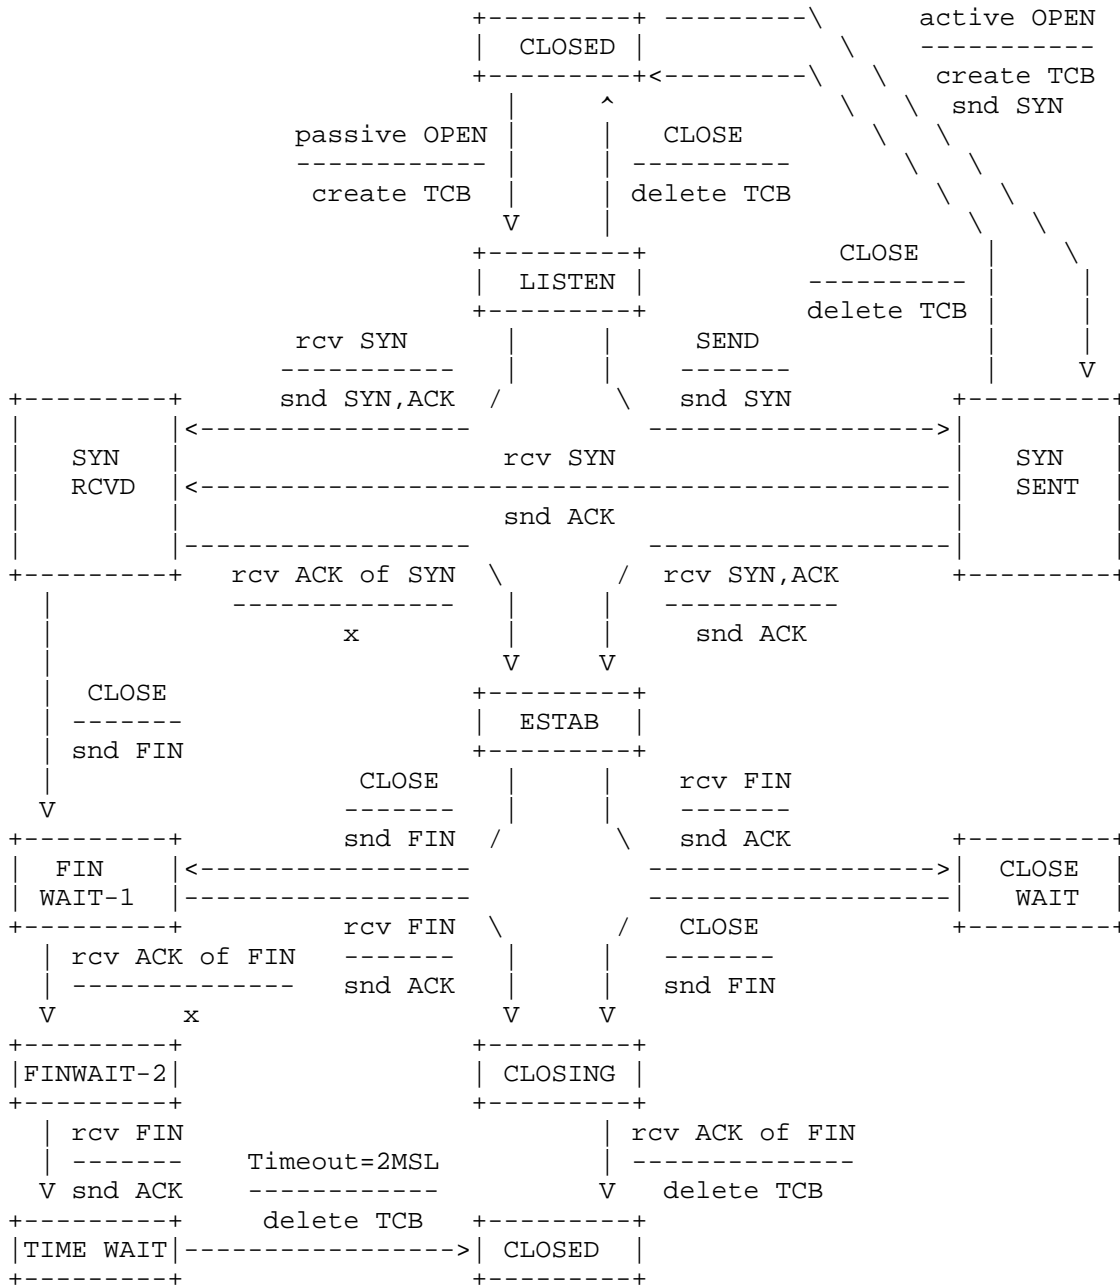 active OPEN
CLOSED
create TCB
snd SYN
passive OPEN CLOSE
create TCB delete TCB
CLOSE
LISTEN
delete TCB
rcv SYN SEND
snd SYN,ACK snd SYN
SYN rcv SYN SYN
RCVD SENT
snd ACK
rcv ACK of SYN rcv SYN,ACK
x snd ACK
CLOSE
ESTAB
snd FIN
CLOSE rcv FIN
snd FIN snd ACK
FIN CLOSE
WAIT-1 WAIT
rcv FIN CLOSE
rcv ACK of FIN
snd ACK snd FIN
x
FINWAIT-2 CLOSING
rcv FIN rcv ACK of FIN
Timeout=2MSL
snd ACK delete TCB
delete TCB
TIME WAIT CLOSED